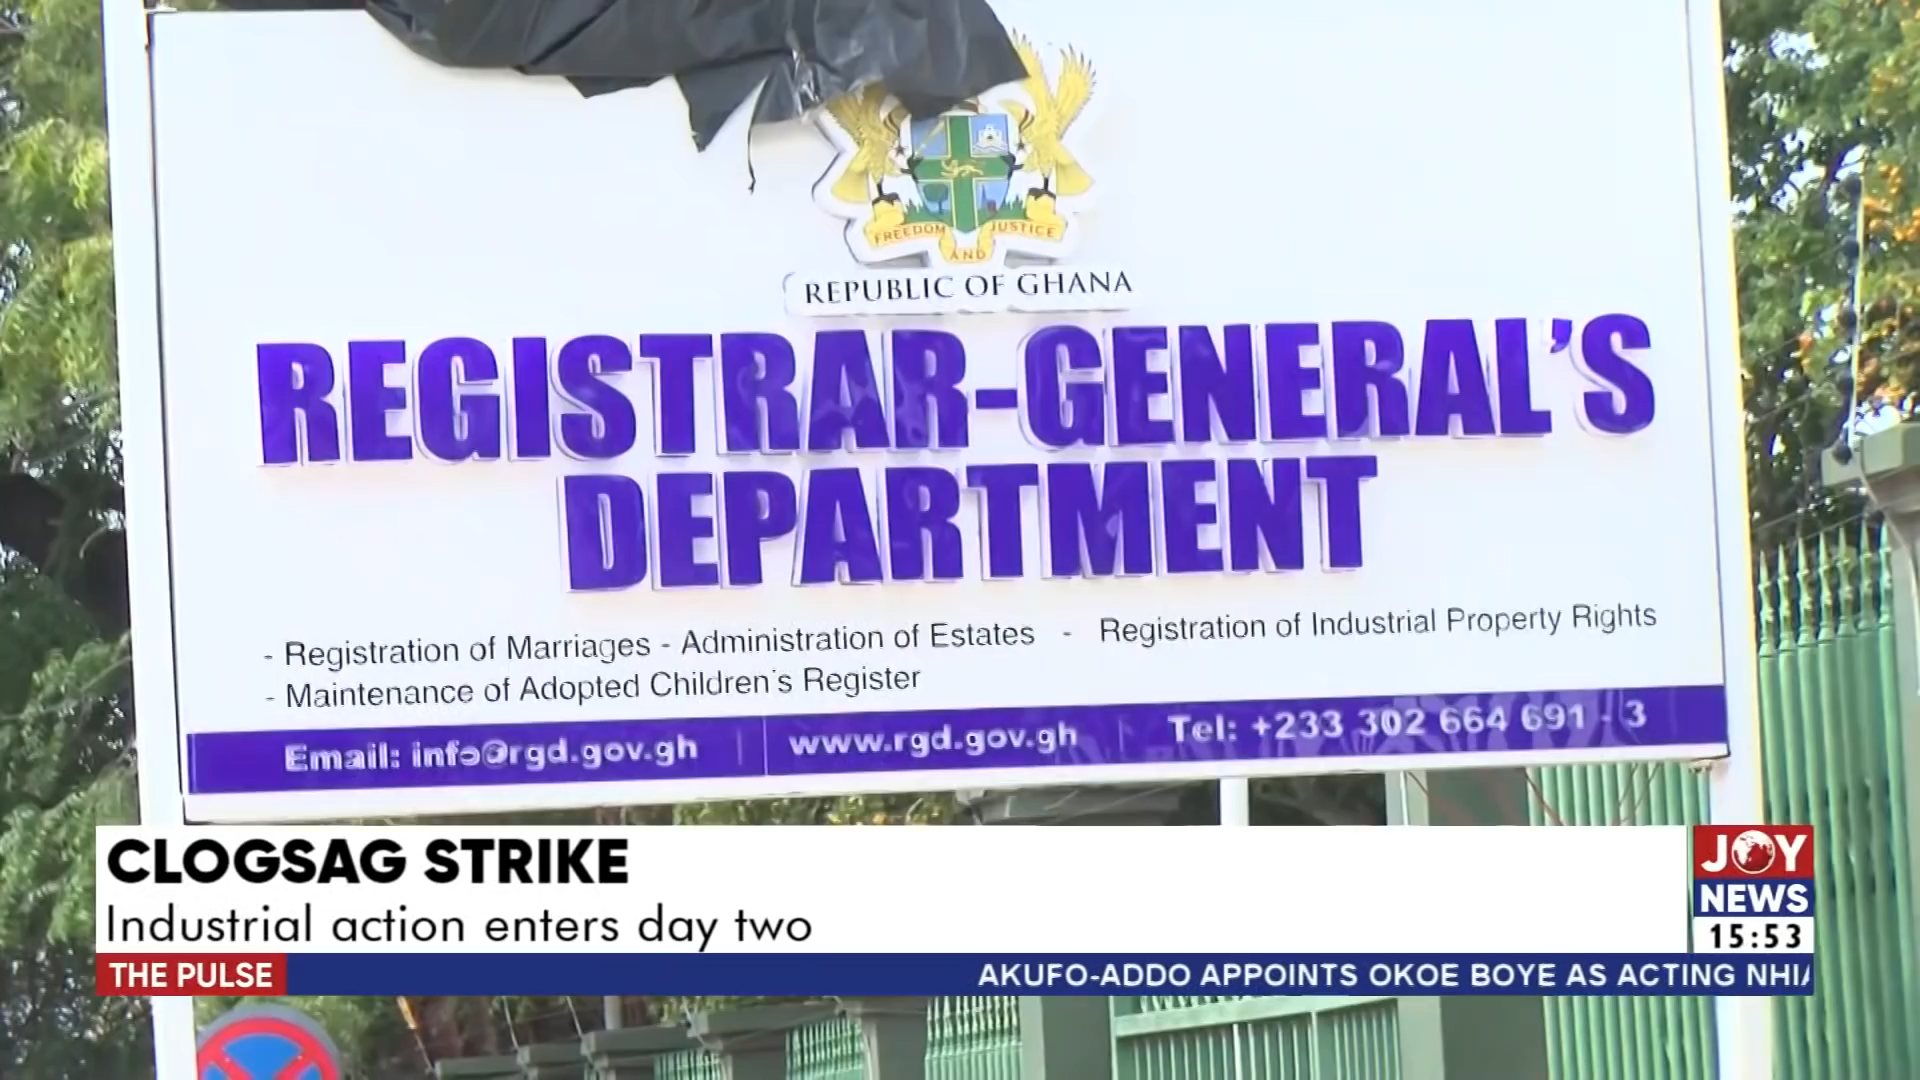 FREEDOM AND JUSTICE
REPUBLIC OF GHANA
REGISTRAR-GENERAL'S
DEPARTMENT
- Registration of Marriages - Administration of Estates - Registration of Industrial Property Rights
- Maintenance of Adopted Children's Register
Email: info@rgd.gov.gh www.rgd.gov.gh Tel: +233 302 664 691 - 3
CLOGSAG STRIKE
Industrial action enters day two
JOY
NEWS
15:53
THE PULSE AKUFO-ADDO APPOINTS OKOE BOYE AS ACTING